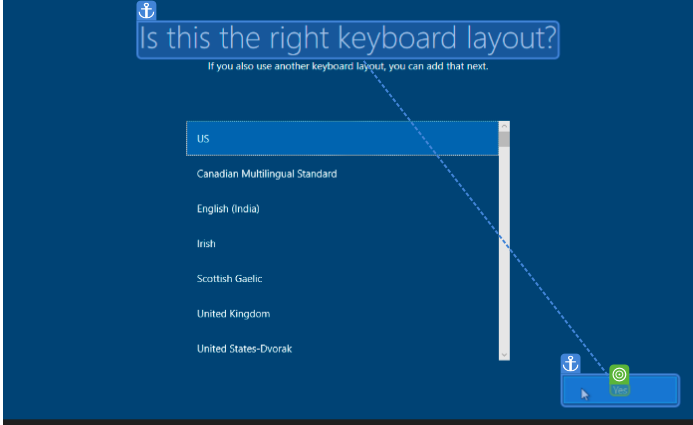 Is this the right keyboard layout?
If you also use another keyboard layout, you can add that next.
US
Canadian Multilingual Standard
English (India)
Irish
Scottish Gaelic
United Kingdom
United States-Dvorak
Yes